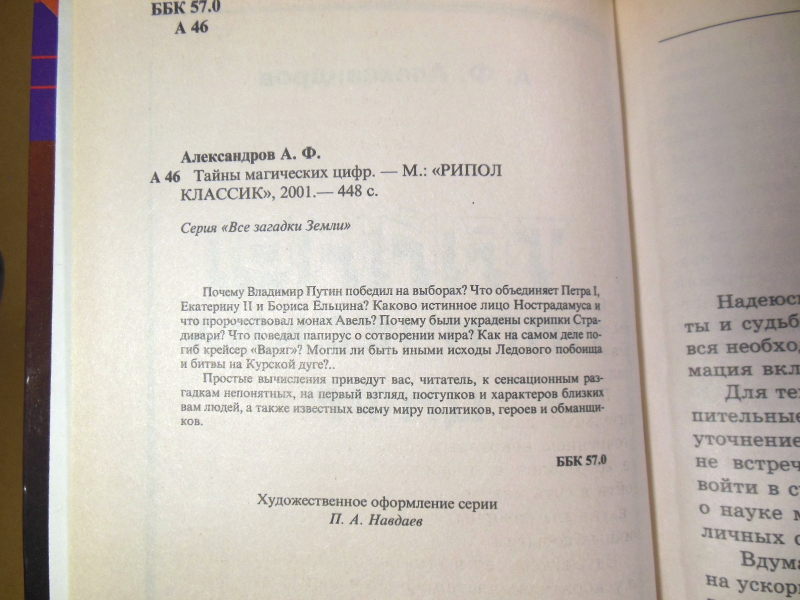 ББК 57.0
А 46
Александров А. Ф.
А 46 Тайны магических цифр. — М.: «РИПОЛ
КЛАССИК», 2001.— 448 с.
Серия «Все загадки Земли»
Почему Владимир Путин победил на выборах? Что объединяет Петра I,
Екатерину II и Бориса Ельцина? Каково истинное лицо Нострадамуса и
что пророчествовал монах Авель? Почему были украдены скрипки Стра-
дивари? Что поведал папирус о сотворении мира? Как на самом деле по-
гиб крейсер «Варяг»? Могли ли быть иными исходы Ледового побоища
и битвы на Курской дуге?..
Простые вычисления приведут вас, читатель, к сенсационным раз-
гадкам непонятных, на первый взгляд, поступков и характеров близких
вам людей, а также известных всему миру политиков, героев и обманщи-
ков.
ББК 57.0
Художественное оформление серии
П. А. Навдаев
Надеюсь
ты и судьб
вся необход
мация вкл
Для те
пительные
уточнение
не встреч
войти в с
о науке м
личных с
Вдума
на ускори